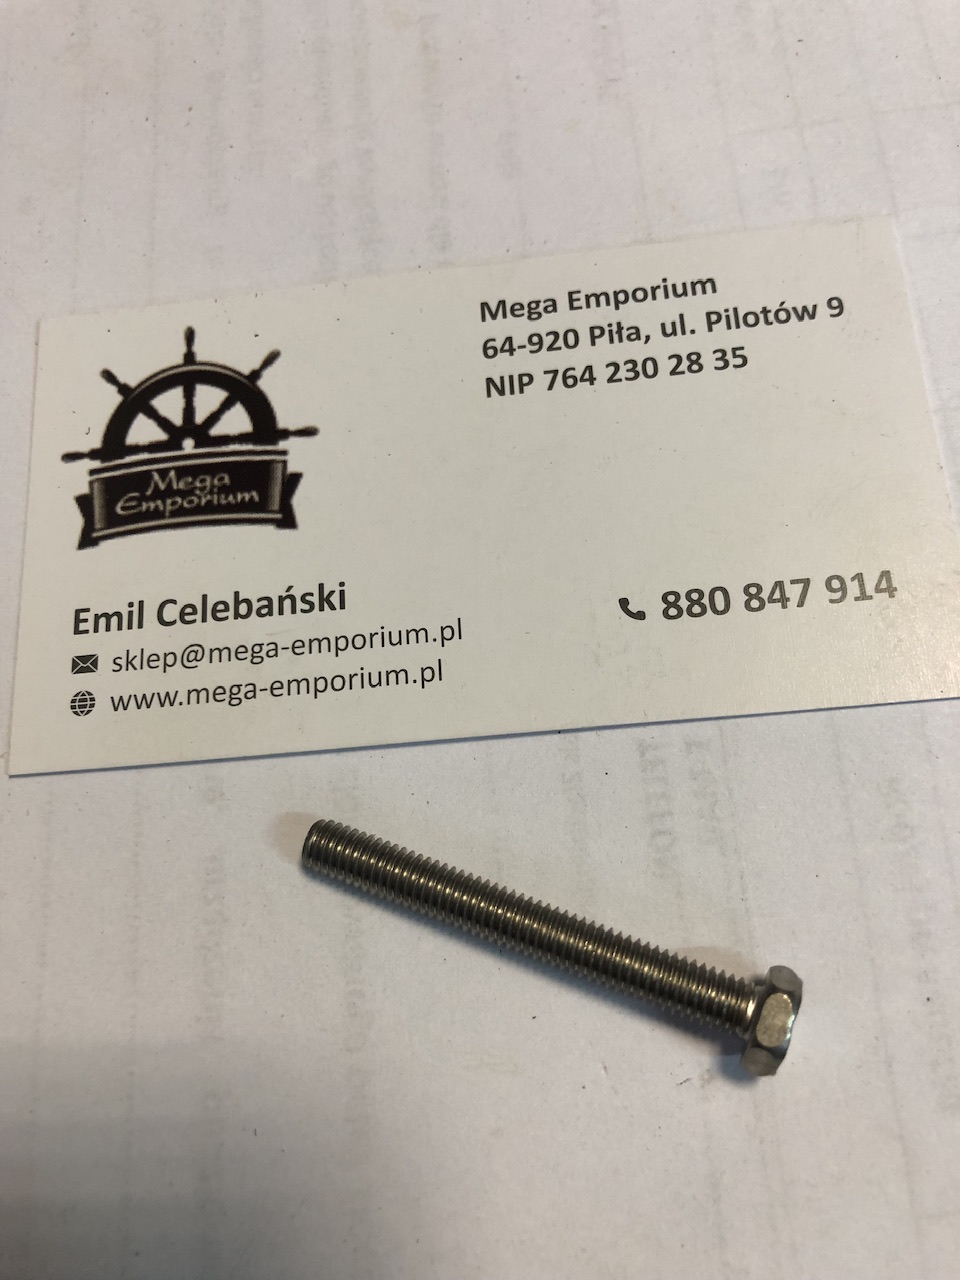 Mega Emporium
64-920 Piła, ul. Pilotów 9
NIP 764 230 28 35
Mega
Emporium
Emil Celebański
sklep@mega-emporium.pl
www.mega-emporium.pl
880 847 914